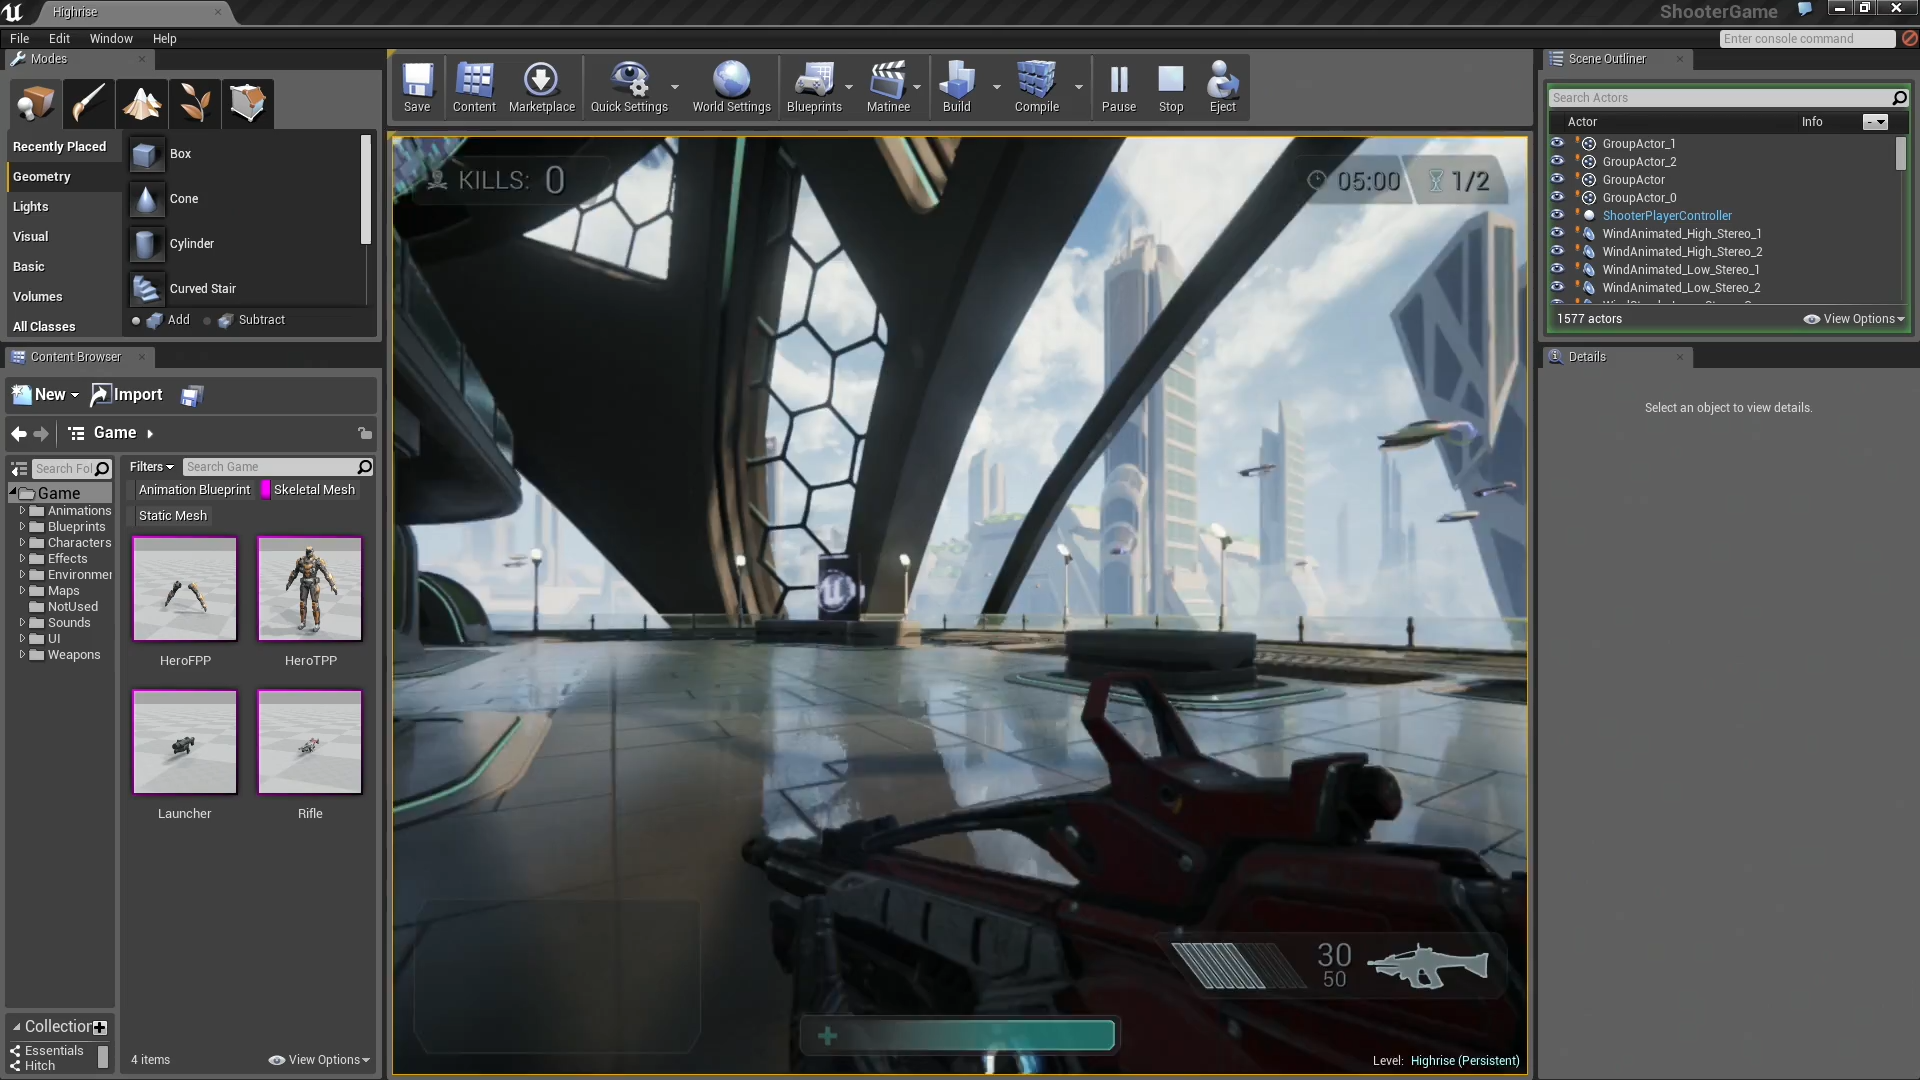 Highrise
ShooterGame
File Edit Window Help
Enter console command
Modes
Recently Placed
Geometry
Lights
Visual
Basic
Volumes
All Classes
Box
Cone
Cylinder
Curved Stair
Add Subtract
Save
Content
Marketplace
Quick Settings
World Settings
Blueprints
Matinee
Build
Compile
Pause
Stop
Eject
Content Browser
New Import
Game
Search Fol
Filters Search Game
Game
Animations
Blueprints
Characters
Effects
Environmen
Maps
NotUsed
Sounds
UI
Weapons
Animation Blueprint Skeletal Mesh
Static Mesh
HeroFPP HeroTPP
Launcher Rifle
Collection
Essentials
Hitch
4 items View Options
KILLS: 0
05:00 1/2
30
50
Level: Highrise (Persistent)
Scene Outliner
Search Actors
Actor Info
GroupActor_1
GroupActor_2
GroupActor
GroupActor_0
ShooterPlayerController
WindAnimated_High_Stereo_1
WindAnimated_High_Stereo_2
WindAnimated_Low_Stereo_1
WindAnimated_Low_Stereo_2
1577 actors View Options
Details
Select an object to view details.